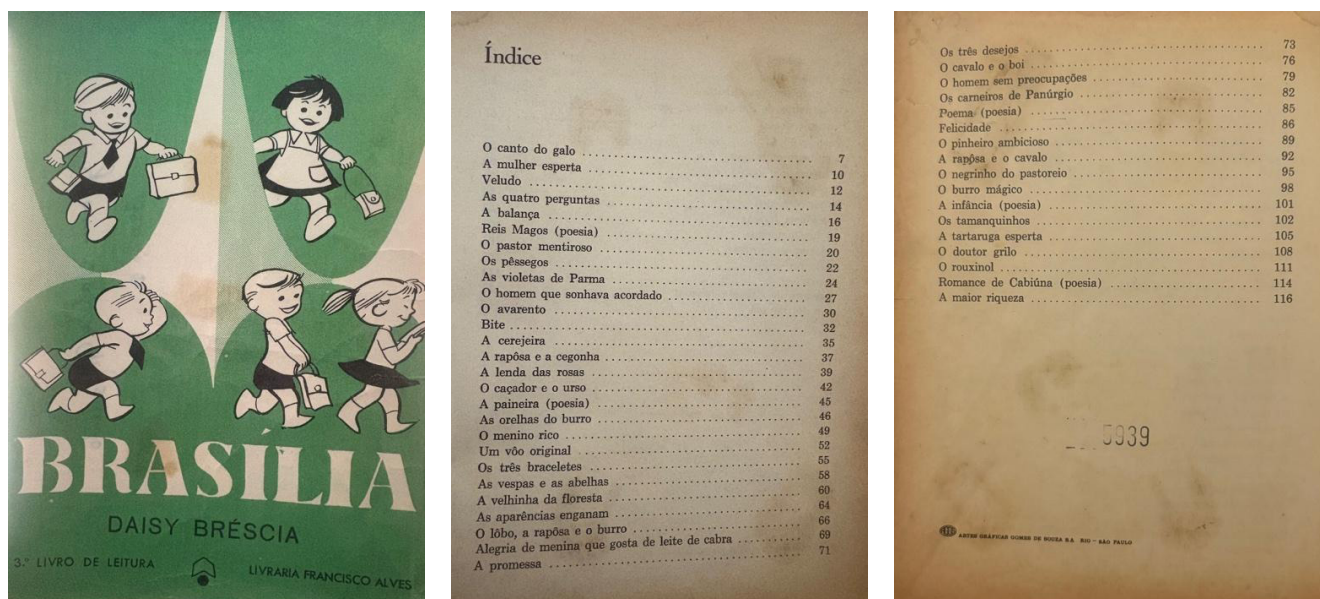 BRASÍLIA
DAISY BRÉSCIA
3.º LIVRO DE LEITURA
LIVRARIA FRANCISCO ALVES
Índice
O canto do galo ........ 7
A mulher esperta ........ 10
Veludo ........ 12
As quatro perguntas ........ 14
A balança ........ 16
Reis Magos (poesia) ........ 19
O pastor mentiroso ........ 20
Os pêssegos ........ 22
As violetas de Parma ........ 24
O homem que sonhava acordado ........ 27
O avarento ........ 30
Bite ........ 32
A cerejeira ........ 35
A rapôsa e a cegonha ........ 37
A lenda das rosas ........ 39
O caçador e o urso ........ 42
A paineira (poesia) ........ 45
As orelhas do burro ........ 46
O menino rico ........ 49
Um vôo original ........ 52
Os três braceletes ........ 55
As vespas e as abelhas ........ 58
A velhinha da floresta ........ 60
As aparências enganam ........ 64
O lôbo, a rapôsa e o burro ........ 66
Alegria de menina que gosta de leite de cabra ........ 69
A promessa ........ 71
Os três desejos ........ 73
O cavalo e o boi ........ 76
O homem sem preocupações ........ 79
Os carneiros de Panúrgio ........ 82
Poema (poesia) ........ 85
Felicidade ........ 86
O pinheiro ambicioso ........ 89
A rapôsa e o cavalo ........ 92
O negrinho do pastoreio ........ 95
O burro mágico ........ 98
A infância (poesia) ........ 101
Os tamanquinhos ........ 102
A tartaruga esperta ........ 105
O doutor grilo ........ 108
O rouxinol ........ 111
Romance de Cabiúna (poesia) ........ 114
A maior riqueza ........ 116
5939
ARTES GRÁFICAS GOMES DE SOUZA S.A. RIO - SÃO PAULO